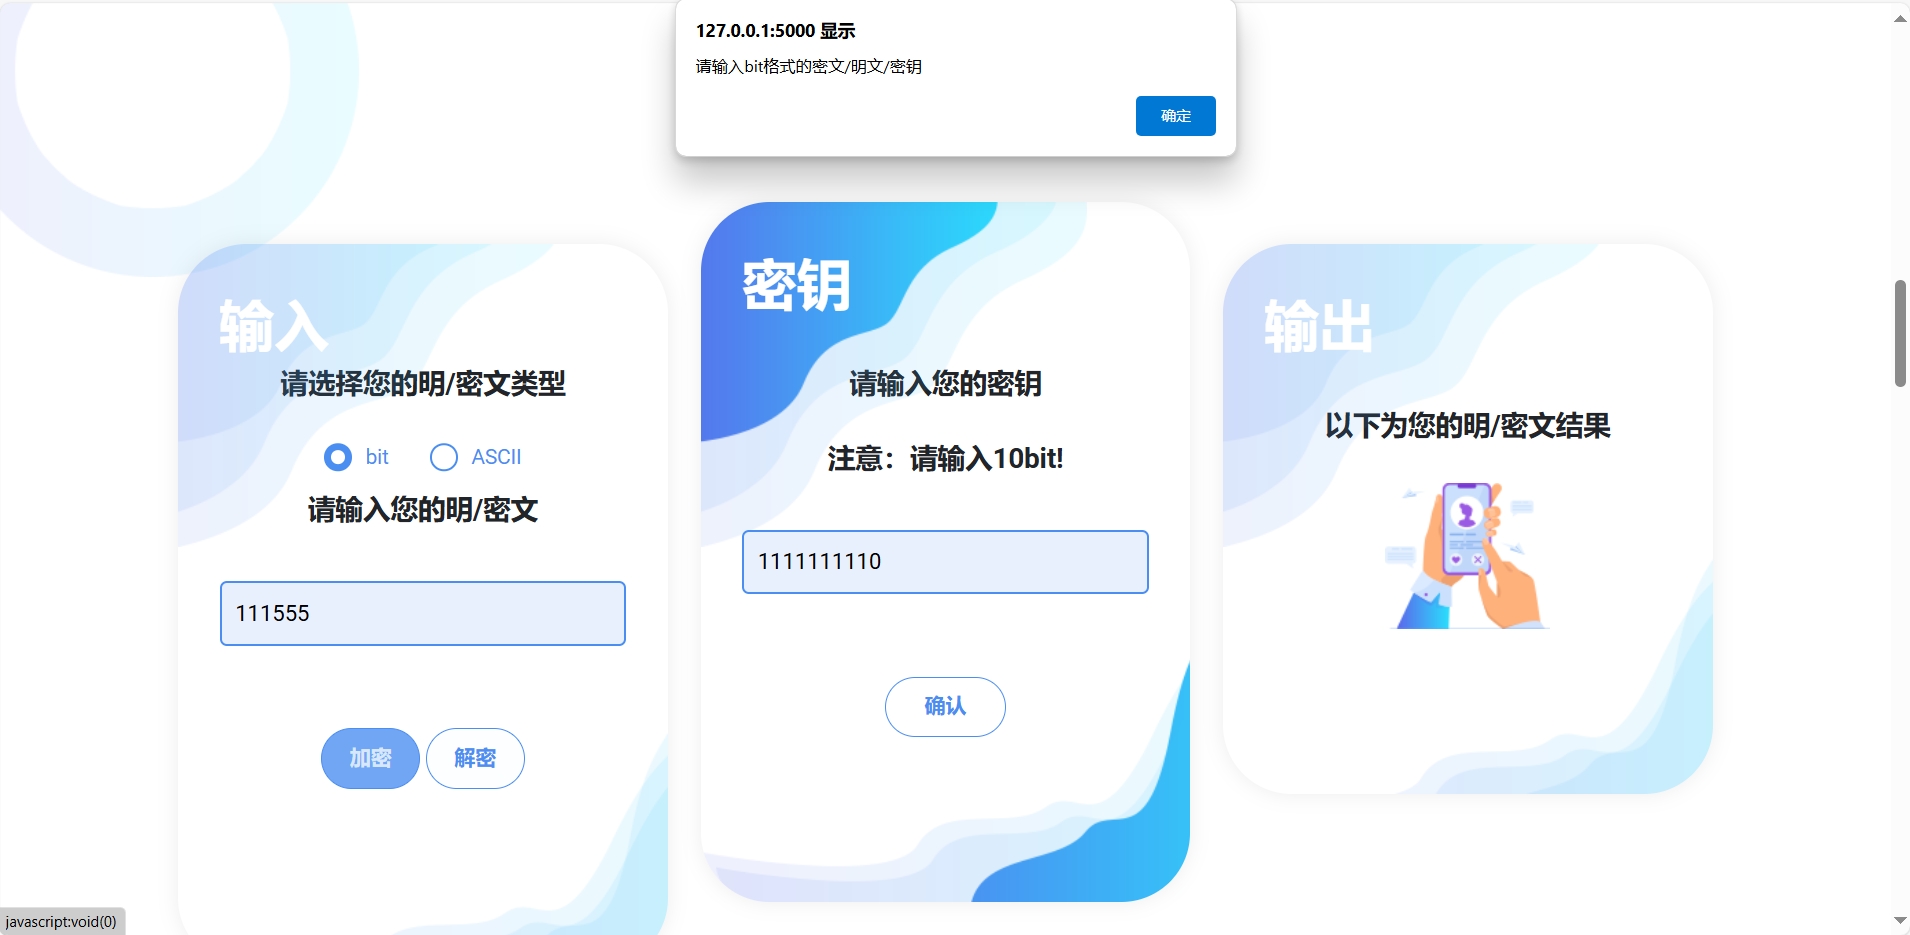 127.0.0.1:5000 显示
请输入bit格式的密文/明文/密钥
确定
输入
请选择您的明/密文类型
bit
ASCII
请输入您的明/密文
111555
加密
解密
密钥
请输入您的密钥
注意：请输入10bit!
1111111110
确认
输出
以下为您的明/密文结果
javascript:void(0)